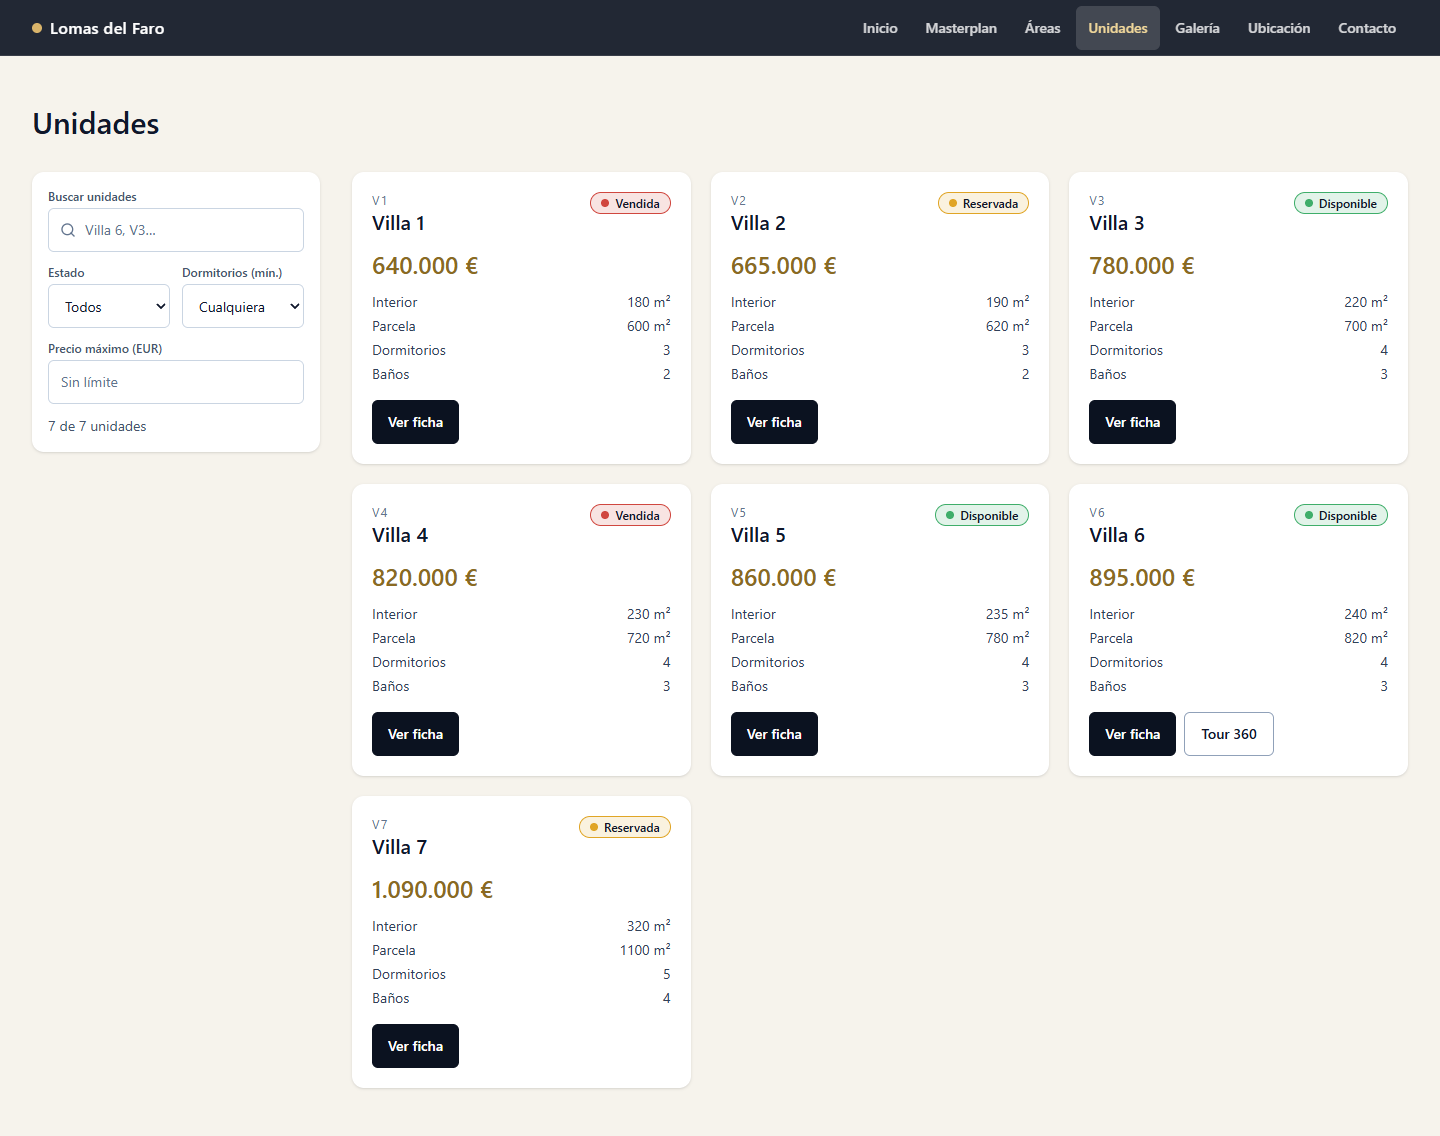 Lomas del Faro
Inicio Masterplan Áreas Unidades Galería Ubicación Contacto
Unidades
Buscar unidades
Villa 6, V3...
Estado Dormitorios (mín.)
Todos Cualquiera
Precio máximo (EUR)
Sin límite
7 de 7 unidades
V1 Vendida
Villa 1
640.000 €
Interior 180 m²
Parcela 600 m²
Dormitorios 3
Baños 2
Ver ficha
V2 Reservada
Villa 2
665.000 €
Interior 190 m²
Parcela 620 m²
Dormitorios 3
Baños 2
Ver ficha
V3 Disponible
Villa 3
780.000 €
Interior 220 m²
Parcela 700 m²
Dormitorios 4
Baños 3
Ver ficha
V4 Vendida
Villa 4
820.000 €
Interior 230 m²
Parcela 720 m²
Dormitorios 4
Baños 3
Ver ficha
V5 Disponible
Villa 5
860.000 €
Interior 235 m²
Parcela 780 m²
Dormitorios 4
Baños 3
Ver ficha
V6 Disponible
Villa 6
895.000 €
Interior 240 m²
Parcela 820 m²
Dormitorios 4
Baños 3
Ver ficha Tour 360
V7 Reservada
Villa 7
1.090.000 €
Interior 320 m²
Parcela 1100 m²
Dormitorios 5
Baños 4
Ver ficha